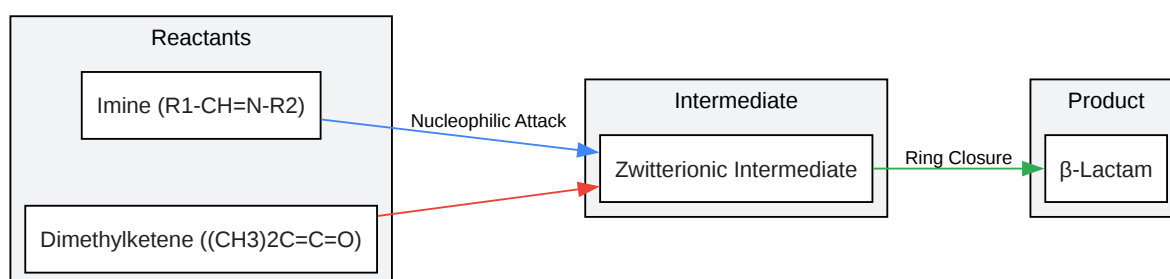 Reactants
Imine (R1-CH=N-R2)
Dimethylketene ((CH3)2C=C=O)
Nucleophilic Attack
Intermediate
Zwitterionic Intermediate
Ring Closure
Product
β-Lactam